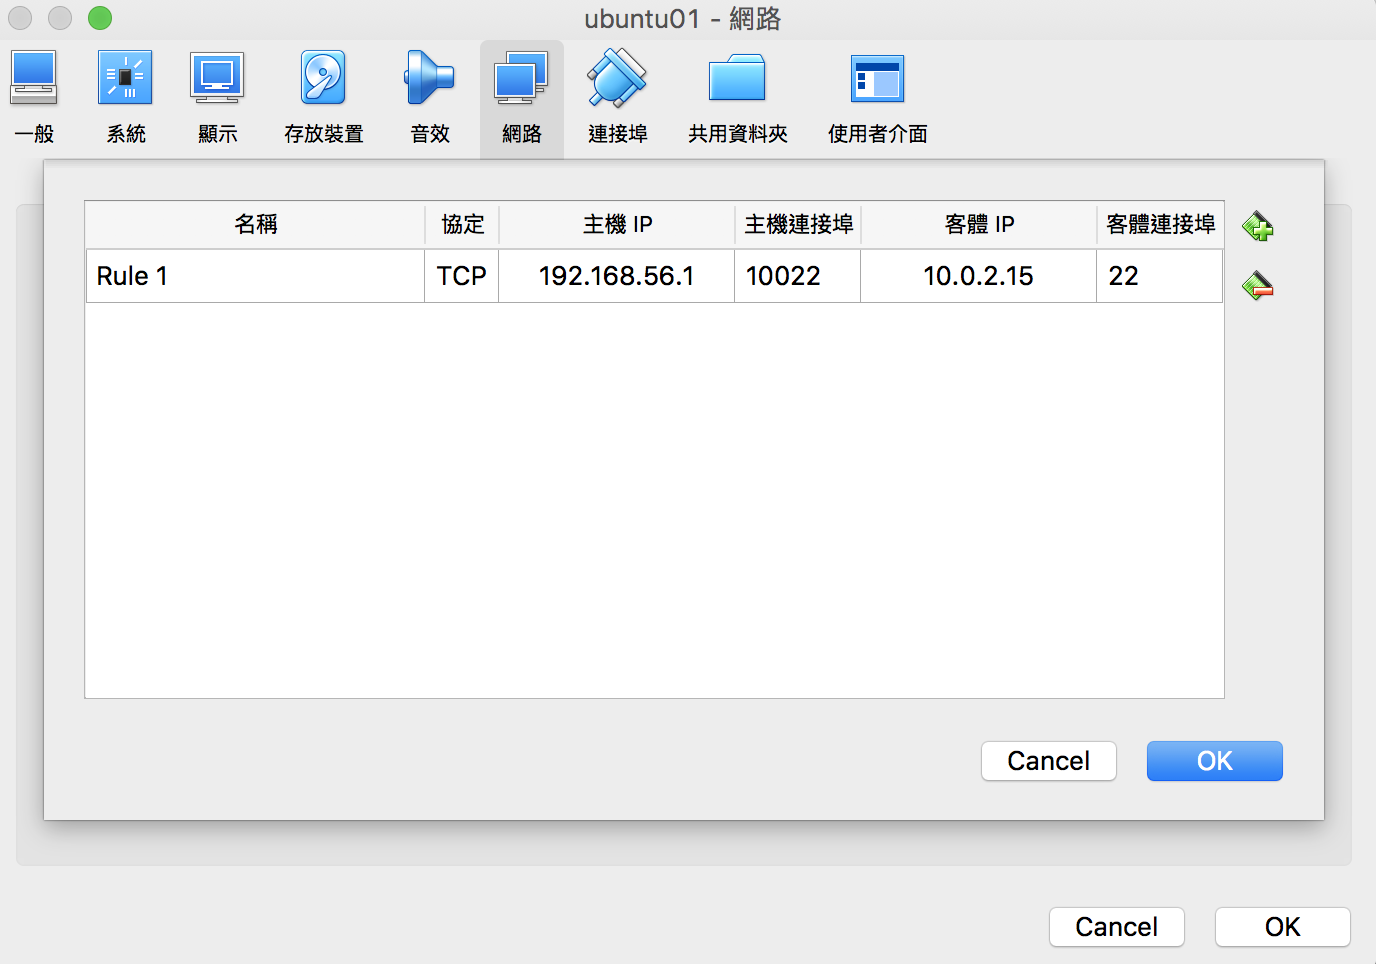 ubuntu01 - 網路
一般 系統 顯示 存放裝置 音效 網路 連接埠 共用資料夾 使用者介面
名稱 協定 主機 IP 主機連接埠 客體 IP 客體連接埠
Rule 1 TCP 192.168.56.1 10022 10.0.2.15 22
Cancel OK
Cancel OK